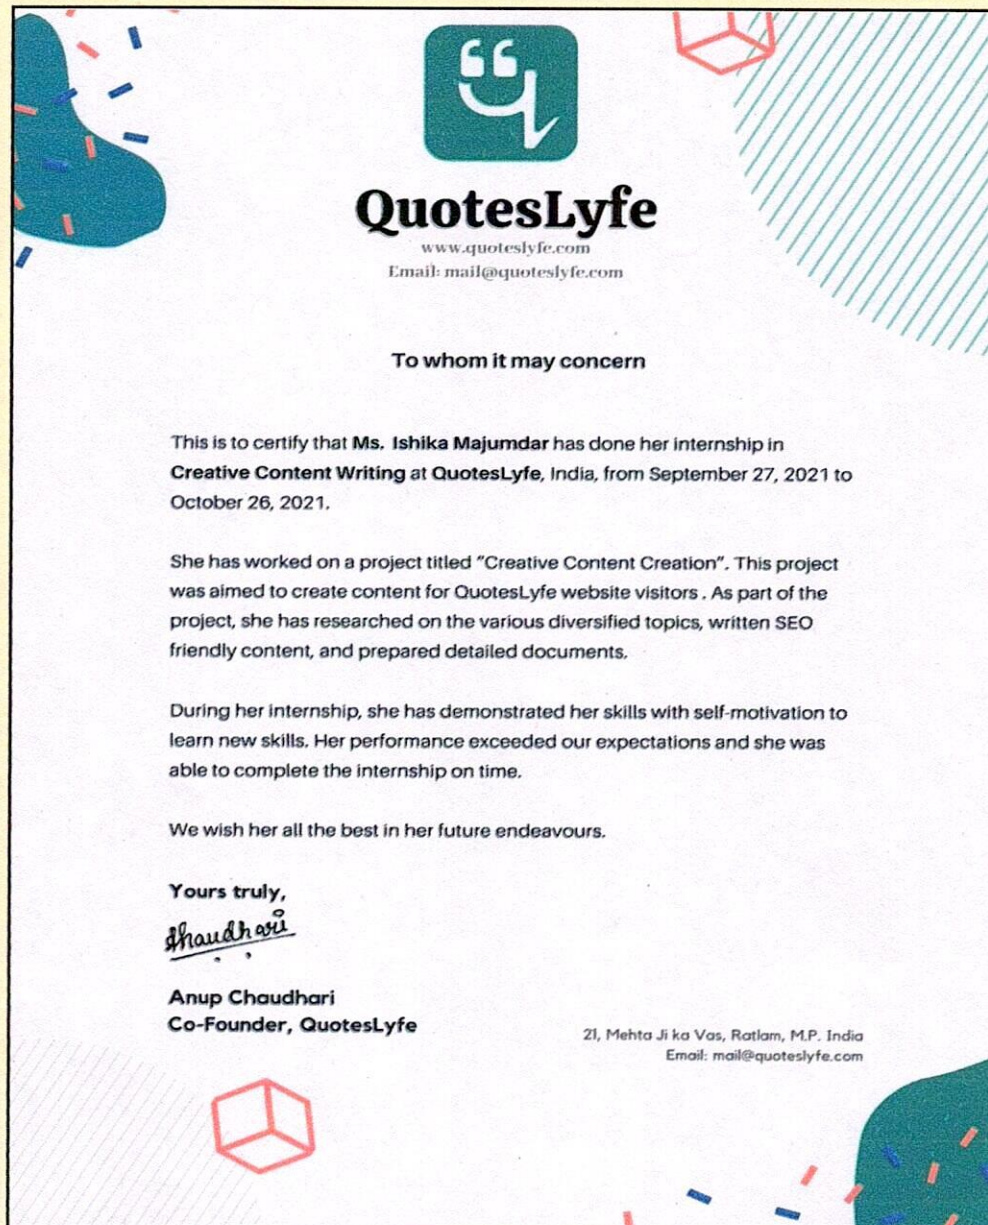 QuotesLyfe
www.quoteslyfe.com
Email: mail@quoteslyfe.com
To whom it may concern
This is to certify that Ms. Ishika Majumdar has done her internship in
Creative Content Writing at QuotesLyfe, India, from September 27, 2021 to
October 26, 2021.
She has worked on a project titled "Creative Content Creation". This project
was aimed to create content for QuotesLyfe website visitors . As part of the
project, she has researched on the various diversified topics, written SEO
friendly content, and prepared detailed documents.
During her internship, she has demonstrated her skills with self-motivation to
learn new skills. Her performance exceeded our expectations and she was
able to complete the internship on time.
We wish her all the best in her future endeavours.
Yours truly,
Chaudhari
Anup Chaudhari
Co-Founder, QuotesLyfe
21, Mehta Ji ka Vas, Ratlam, M.P. India
Email: mail@quoteslyfe.com